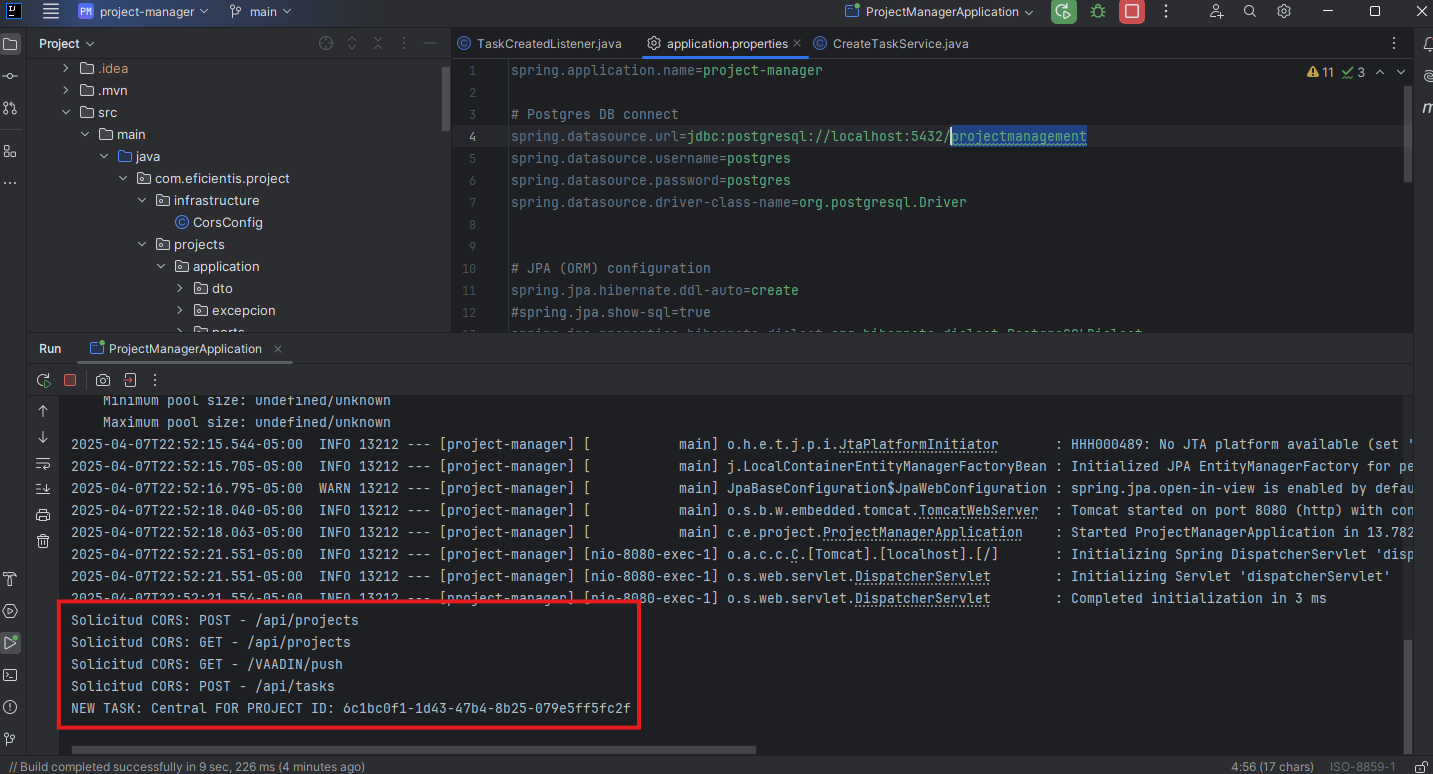 PM project-manager main ProjectManagerApplication
Project
TaskCreatedListener.java application.properties CreateTaskService.java
.idea
.mvn
src
main
java
com.eficientis.project
infrastructure
CorsConfig
projects
application
dto
excepcion
11 3
1 spring.application.name=project-manager
2
3 # Postgres DB connect
4 spring.datasource.url=jdbc:postgresql://localhost:5432/projectmanagement
5 spring.datasource.username=postgres
6 spring.datasource.password=postgres
7 spring.datasource.driver-class-name=org.postgresql.Driver
8
9
10 # JPA (ORM) configuration
11 spring.jpa.hibernate.ddl-auto=create
12 #spring.jpa.show-sql=true
Run ProjectManagerApplication
Minimum pool size: undefined/unknown
Maximum pool size: undefined/unknown
2025-04-07T22:52:15.544-05:00 INFO 13212 --- [project-manager] [ main] o.h.e.t.j.p.i.JtaPlatformInitiator : HHH000489: No JTA platform available (set '
2025-04-07T22:52:15.705-05:00 INFO 13212 --- [project-manager] [ main] j.LocalContainerEntityManagerFactoryBean : Initialized JPA EntityManagerFactory for pe
2025-04-07T22:52:16.795-05:00 WARN 13212 --- [project-manager] [ main] JpaBaseConfiguration$JpaWebConfiguration : spring.jpa.open-in-view is enabled by defau
2025-04-07T22:52:18.040-05:00 INFO 13212 --- [project-manager] [ main] o.s.b.w.embedded.tomcat.TomcatWebServer : Tomcat started on port 8080 (http) with con
2025-04-07T22:52:18.063-05:00 INFO 13212 --- [project-manager] [ main] c.e.project.ProjectManagerApplication : Started ProjectManagerApplication in 13.782
2025-04-07T22:52:21.551-05:00 INFO 13212 --- [project-manager] [nio-8080-exec-1] o.a.c.c.C.[Tomcat].[localhost].[/] : Initializing Spring DispatcherServlet 'disp
2025-04-07T22:52:21.551-05:00 INFO 13212 --- [project-manager] [nio-8080-exec-1] o.s.web.servlet.DispatcherServlet : Initializing Servlet 'dispatcherServlet'
2025-04-07T22:52:21.554-05:00 INFO 13212 --- [project-manager] [nio-8080-exec-1] o.s.web.servlet.DispatcherServlet : Completed initialization in 3 ms
Solicitud CORS: POST - /api/projects
Solicitud CORS: GET - /api/projects
Solicitud CORS: GET - /VAADIN/push
Solicitud CORS: POST - /api/tasks
NEW TASK: Central FOR PROJECT ID: 6c1bc0f1-1d43-47b4-8b25-079e5ff5fc2f
// Build completed successfully in 9 sec, 226 ms (4 minutes ago) 4:56 (17 chars) ISO-8859-1